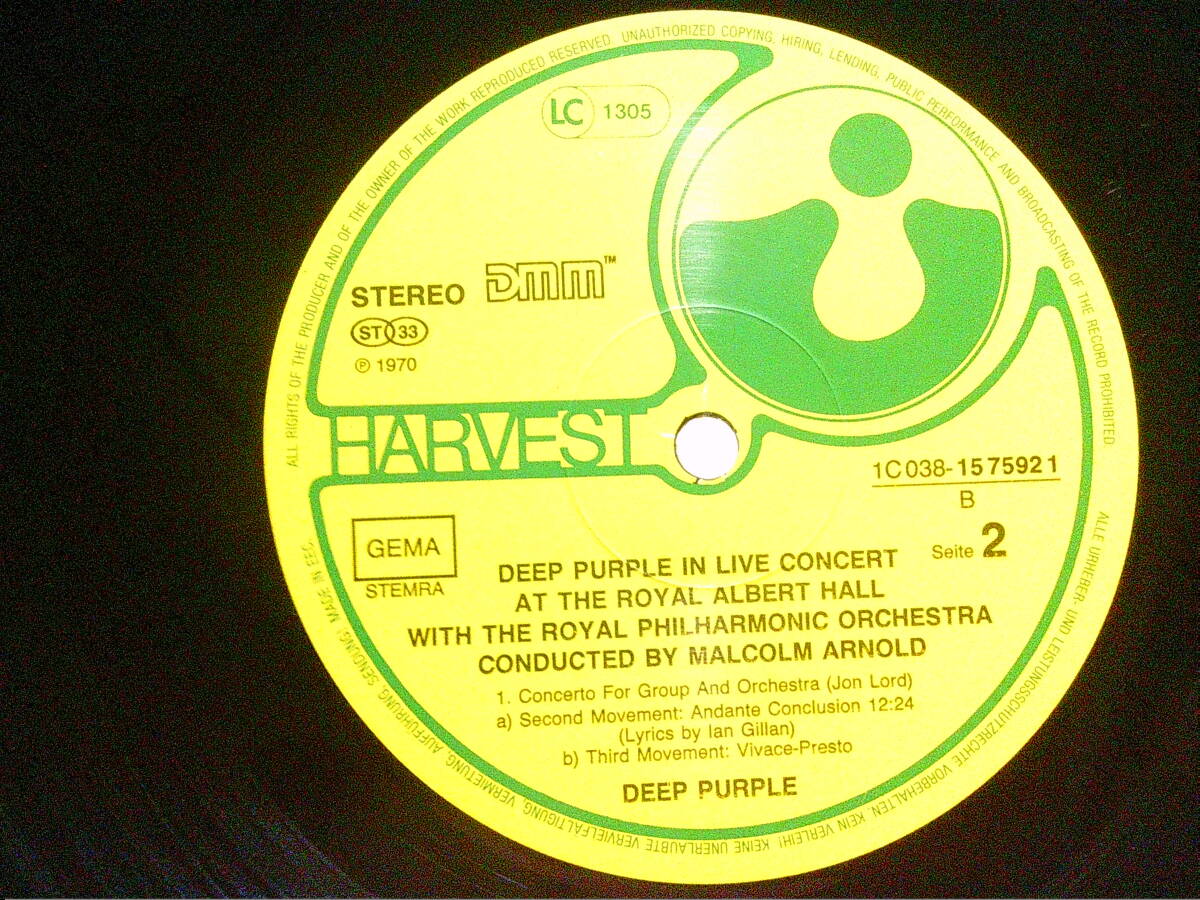 ALL RIGHTS OF THE PRODUCER AND OF THE OWNER OF THE WORK REPRODUCED RESERVED. UNAUTHORIZED COPYING, HIRING, LENDING, PUBLIC PERFORMANCE AND BROADCASTING OF THE RECORD PROHIBITED.
LC 1305
STEREO DMM™
ST 33
℗ 1970
HARVEST
1C 038-15 7592 1
B
Seite 2
GEMA
STEMRA
DEEP PURPLE IN LIVE CONCERT
AT THE ROYAL ALBERT HALL
WITH THE ROYAL PHILHARMONIC ORCHESTRA
CONDUCTED BY MALCOLM ARNOLD
1. Concerto For Group And Orchestra (Jon Lord)
a) Second Movement: Andante Conclusion 12:24
(Lyrics by Ian Gillan)
b) Third Movement: Vivace-Presto
DEEP PURPLE
ALLE URHEBER- UND LEISTUNGSSCHUTZRECHTE VORBEHALTEN. KEIN VERLEIH! KEINE UNERLAUBTE VERVIELFÄLTIGUNG, VERMIETUNG, AUFFÜHRUNG, SENDUNG! MADE IN EEC.